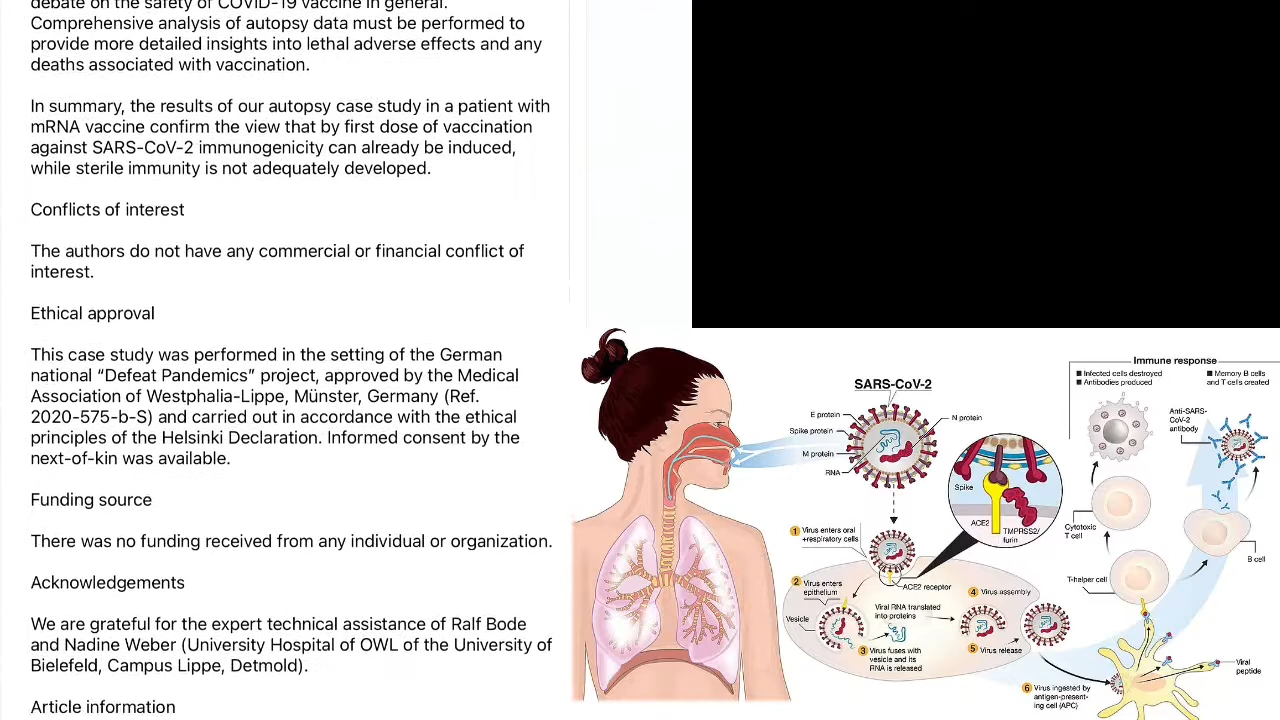 debate on the safety of COVID-19 vaccine in general.
Comprehensive analysis of autopsy data must be performed to
provide more detailed insights into lethal adverse effects and any
deaths associated with vaccination.
In summary, the results of our autopsy case study in a patient with
mRNA vaccine confirm the view that by first dose of vaccination
against SARS-CoV-2 immunogenicity can already be induced,
while sterile immunity is not adequately developed.
Conflicts of interest
The authors do not have any commercial or financial conflict of
interest.
Ethical approval
This case study was performed in the setting of the German
national “Defeat Pandemics” project, approved by the Medical
Association of Westphalia-Lippe, Münster, Germany (Ref.
2020-575-b-S) and carried out in accordance with the ethical
principles of the Helsinki Declaration. Informed consent by the
next-of-kin was available.
Funding source
There was no funding received from any individual or organization.
Acknowledgements
We are grateful for the expert technical assistance of Ralf Bode
and Nadine Weber (University Hospital of OWL of the University of
Bielefeld, Campus Lippe, Detmold).
Article information
SARS-CoV-2
E protein
Spike protein
M protein
RNA
N protein
Spike
ACE2
TMPRSS2/
furin
1 Virus enters oral
+respiratory cells
ACE2 receptor
2 Virus enters
epithelium
Vesicle
Viral RNA translated
into proteins
3 Virus fuses with
vesicle and its
RNA is released
4 Virus assembly
5 Virus release
6 Virus ingested by
antigen-present-
ing cell (APC)
Immune response
Infected cells destroyed
Antibodies produced
Memory B cells
and T cells created
Anti-SARS-
CoV-2
antibody
Cytotoxic
T cell
B cell
T-helper cell
Viral
peptide